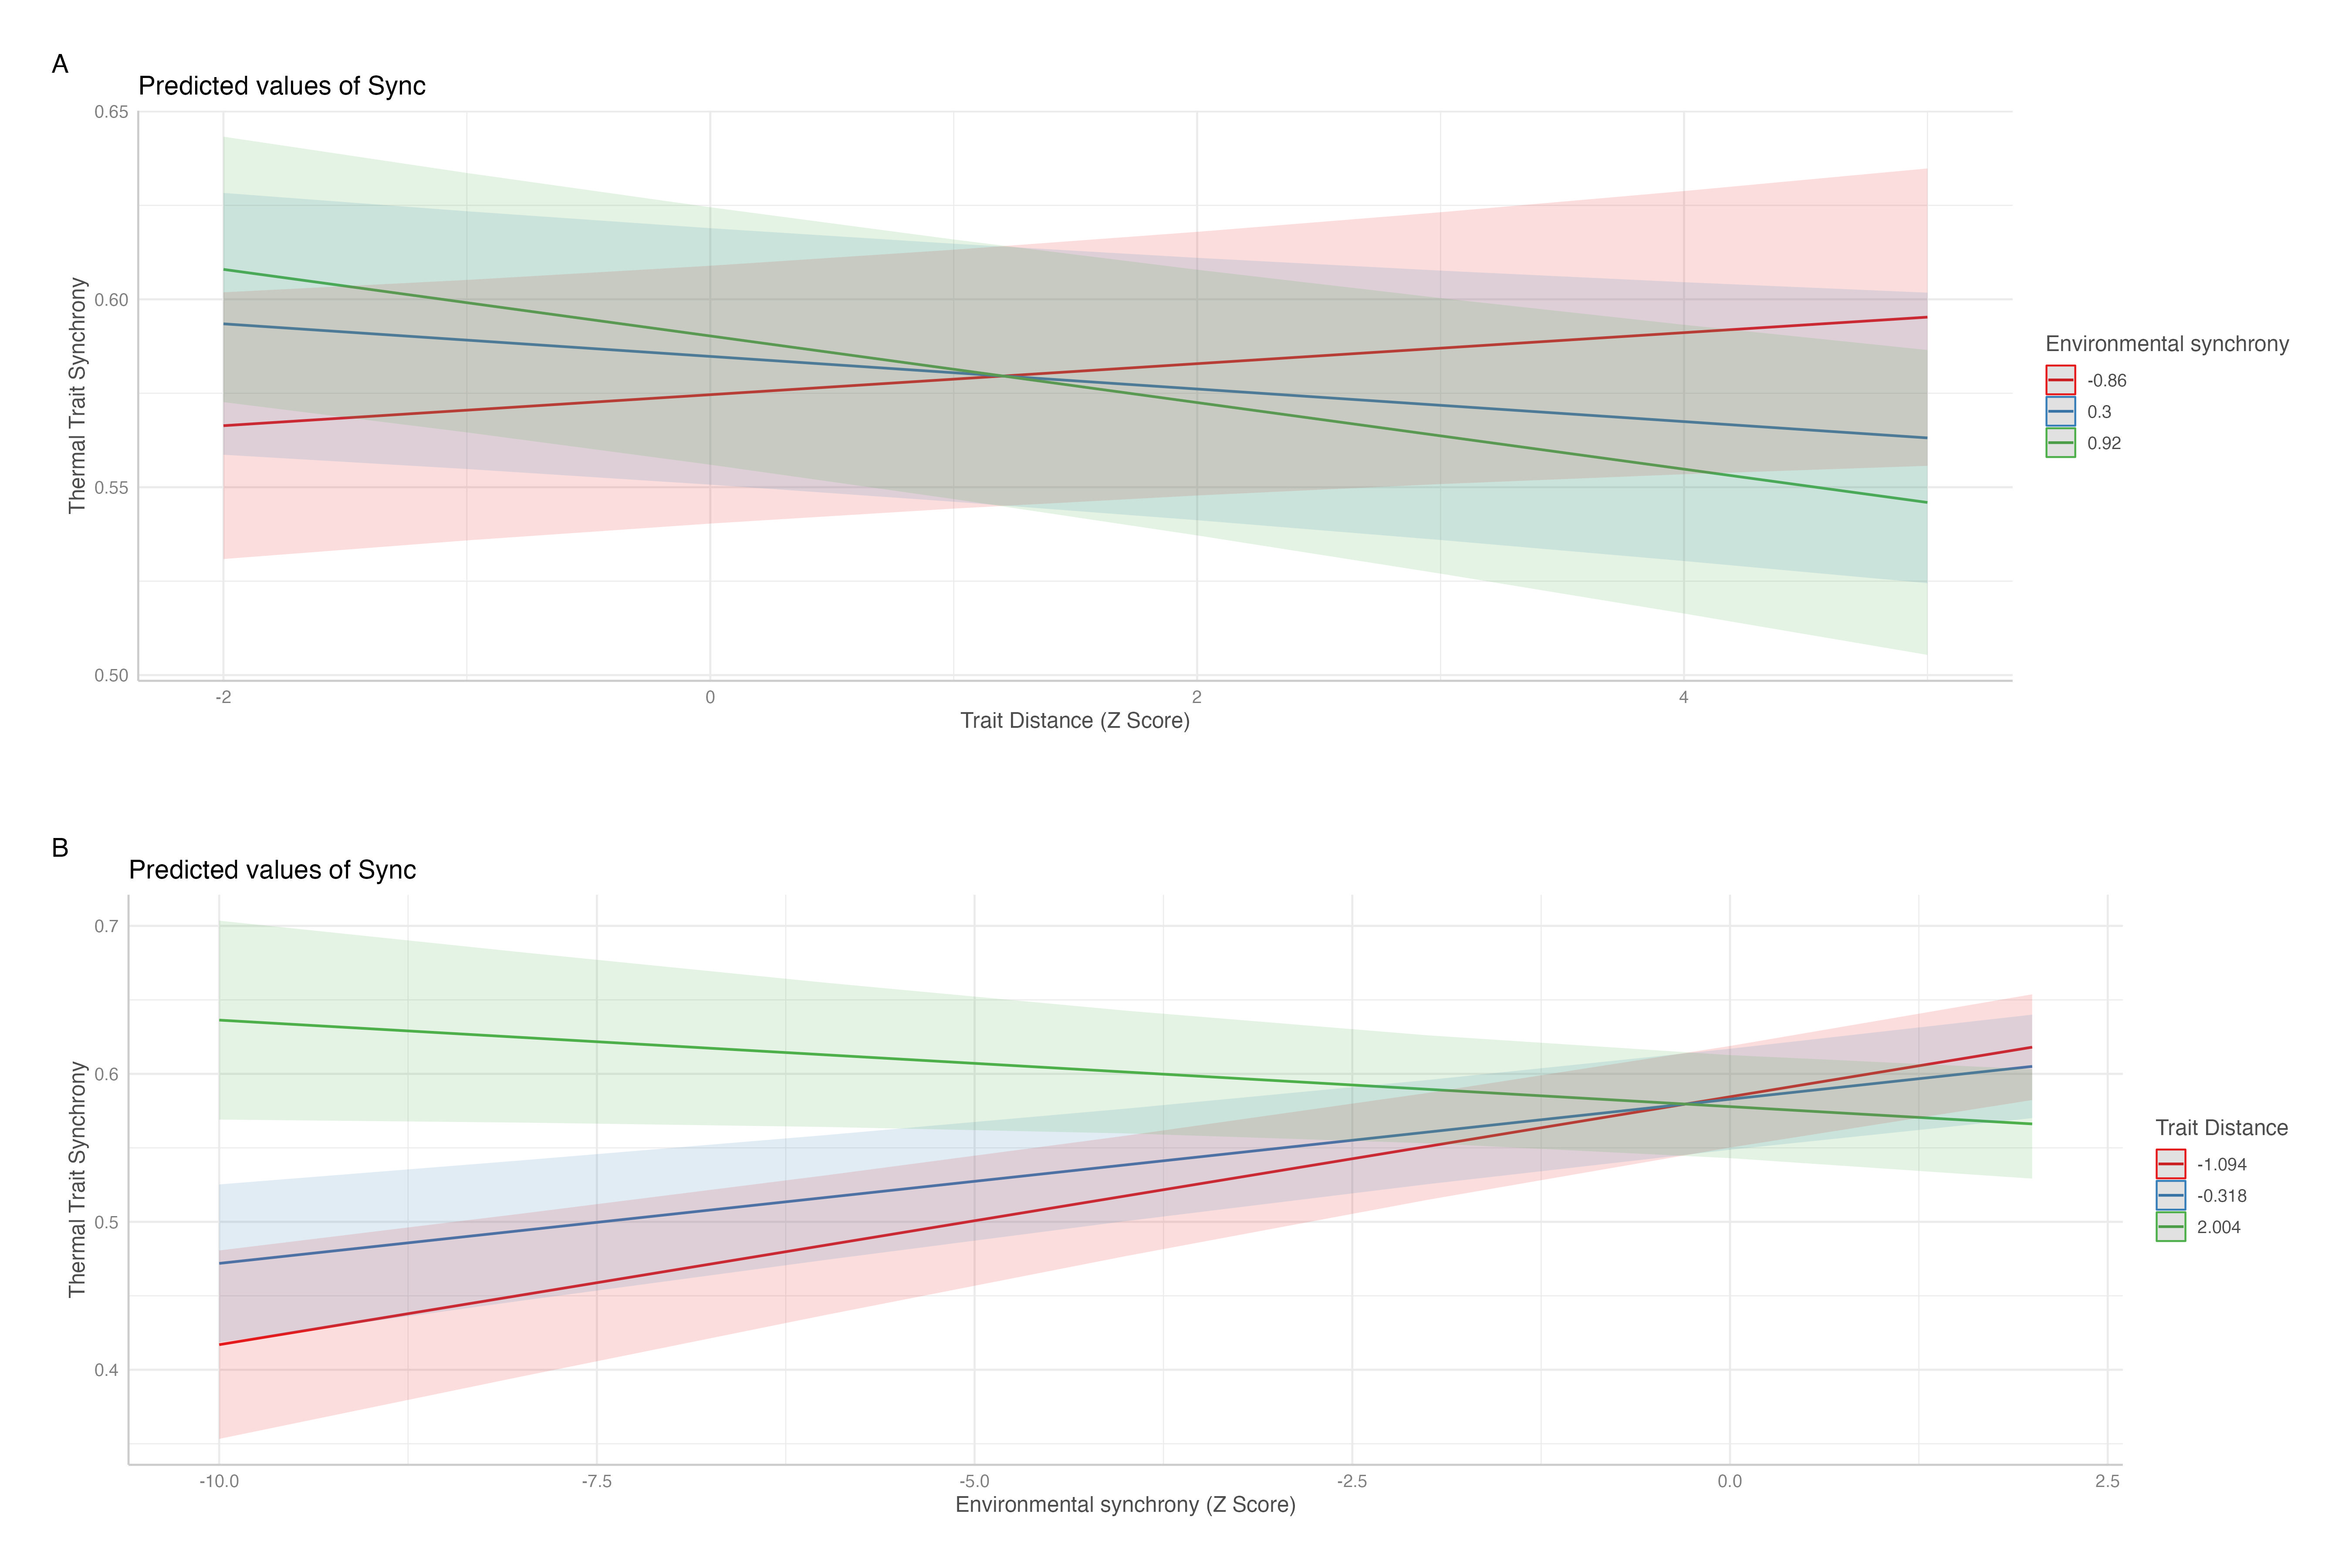 A
Predicted values of Sync
0.65
0.60
0.55
0.50
Thermal Trait Synchrony
-2
0
2
4
Trait Distance (Z Score)
Environmental synchrony
-0.86
0.3
0.92
B
Predicted values of Sync
0.7
0.6
0.5
0.4
Thermal Trait Synchrony
-10.0
-7.5
-5.0
-2.5
0.0
2.5
Environmental synchrony (Z Score)
Trait Distance
-1.094
-0.318
2.004